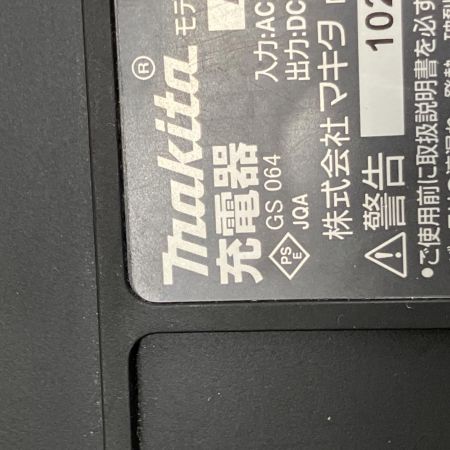 makita®
モデ
充電器
入力:AC
GS 064
出力:DC
PSE
JQA
株式会社マキタ
102
警告
●ご使用前に取扱説明書を必ず